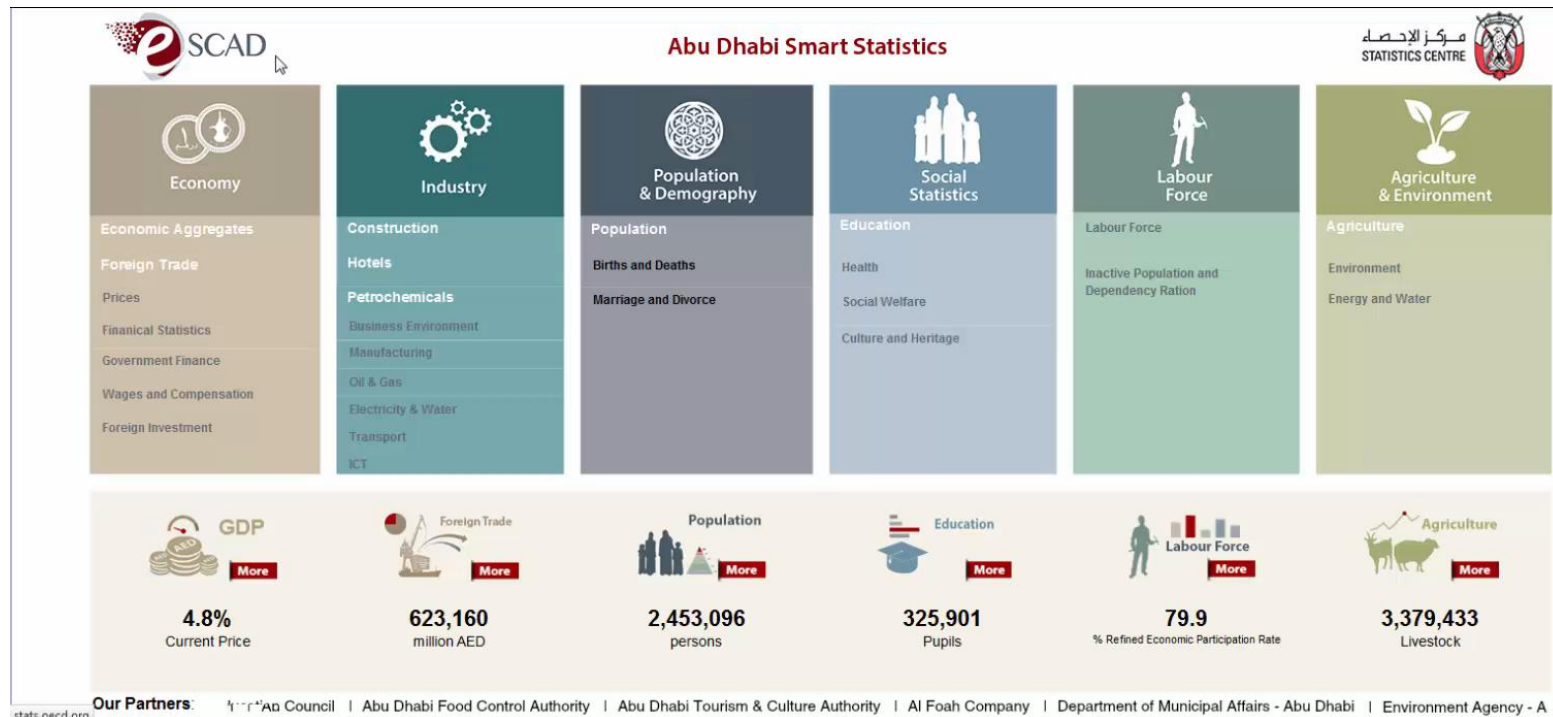 eSCAD
Abu Dhabi Smart Statistics
مركز الإحصاء
STATISTICS CENTRE
Economy
Economic Aggregates
Foreign Trade
Prices
Finanical Statistics
Government Finance
Wages and Compensation
Foreign Investment
Industry
Construction
Hotels
Petrochemicals
Business Environment
Manufacturing
Oil & Gas
Electricity & Water
Transport
ICT
Population
& Demography
Population
Births and Deaths
Marriage and Divorce
Social
Statistics
Education
Health
Social Welfare
Culture and Heritage
Labour
Force
Labour Force
Inactive Population and
Dependency Ration
Agriculture
& Environment
Agriculture
Environment
Energy and Water
GDP
AED
More
4.8%
Current Price
Foreign Trade
More
623,160
million AED
Population
More
2,453,096
persons
Education
More
325,901
Pupils
Labour Force
More
79.9
% Refined Economic Participation Rate
Agriculture
More
3,379,433
Livestock
Our Partners: Council | Abu Dhabi Food Control Authority | Abu Dhabi Tourism & Culture Authority | Al Foah Company | Department of Municipal Affairs - Abu Dhabi | Environment Agency - A
stats.oecd.org